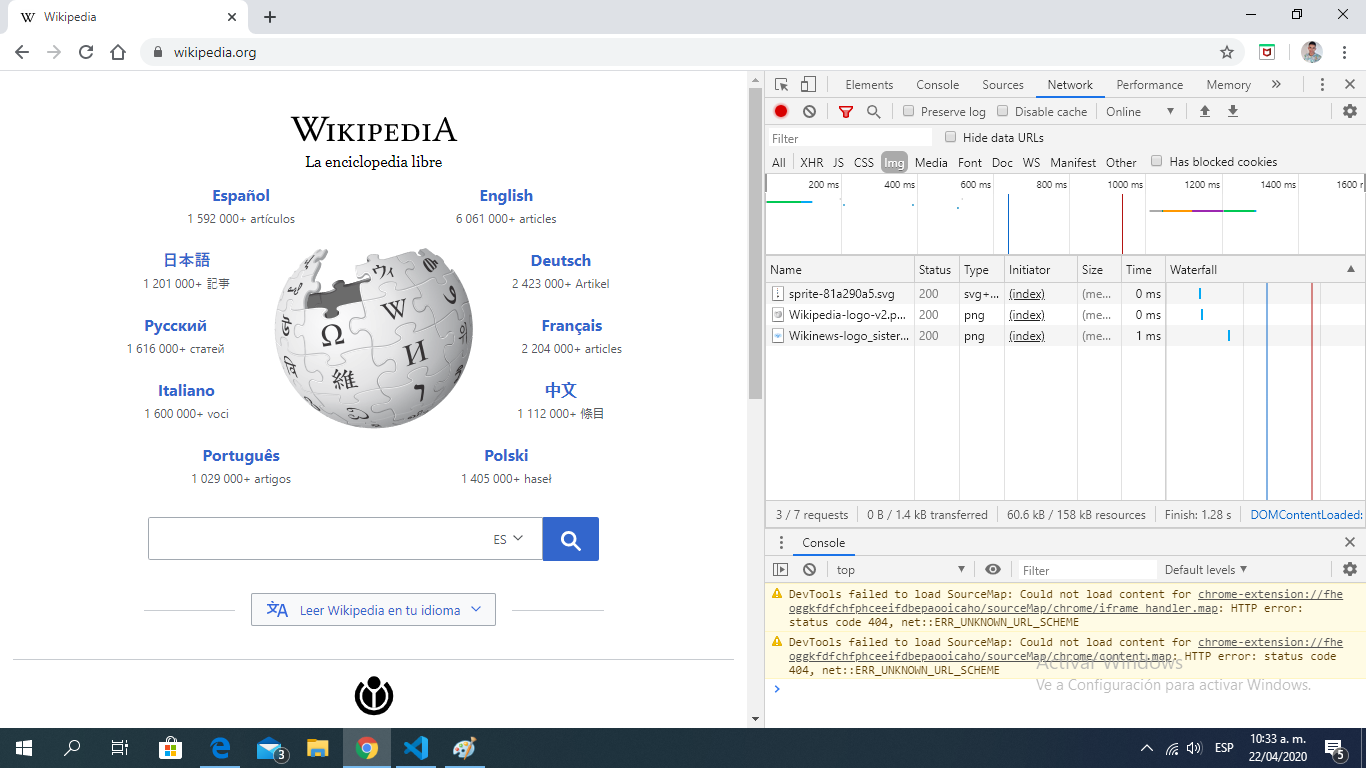 Wikipedia
wikipedia.org
WIKIPEDIA
La enciclopedia libre
Español
1 592 000+ artículos
English
6 061 000+ articles
日本語
1 201 000+ 記事
Deutsch
2 423 000+ Artikel
Русский
1 616 000+ статей
Français
2 204 000+ articles
Italiano
1 600 000+ voci
中文
1 112 000+ 條目
Português
1 029 000+ artigos
Polski
1 405 000+ haseł
Ω
W
И
維
7
ES
Leer Wikipedia en tu idioma
Elements Console Sources Network Performance Memory »
Preserve log Disable cache Online
Filter Hide data URLs
All XHR JS CSS Img Media Font Doc WS Manifest Other Has blocked cookies
200 ms 400 ms 600 ms 800 ms 1000 ms 1200 ms 1400 ms 1600 r
Name Status Type Initiator Size Time Waterfall
sprite-81a290a5.svg 200 svg+... (index) (me... 0 ms
Wikipedia-logo-v2.p... 200 png (index) (me... 0 ms
Wikinews-logo_sister... 200 png (index) (me... 1 ms
3 / 7 requests 0 B / 1.4 kB transferred 60.6 kB / 158 kB resources Finish: 1.28 s DOMContentLoaded:
Console
top Filter Default levels
DevTools failed to load SourceMap: Could not load content for chrome-extension://fhe
oggkfdfchfphceeifdbepaooicaho/sourceMap/chrome/iframe_handler.map: HTTP error:
status code 404, net::ERR_UNKNOWN_URL_SCHEME
DevTools failed to load SourceMap: Could not load content for chrome-extension://fhe
oggkfdfchfphceeifdbepaooicaho/sourceMap/chrome/content.map: HTTP error: status code
404, net::ERR_UNKNOWN_URL_SCHEME
Activar Windows
Ve a Configuración para activar Windows.
3
ESP
10:33 a. m.
22/04/2020
5